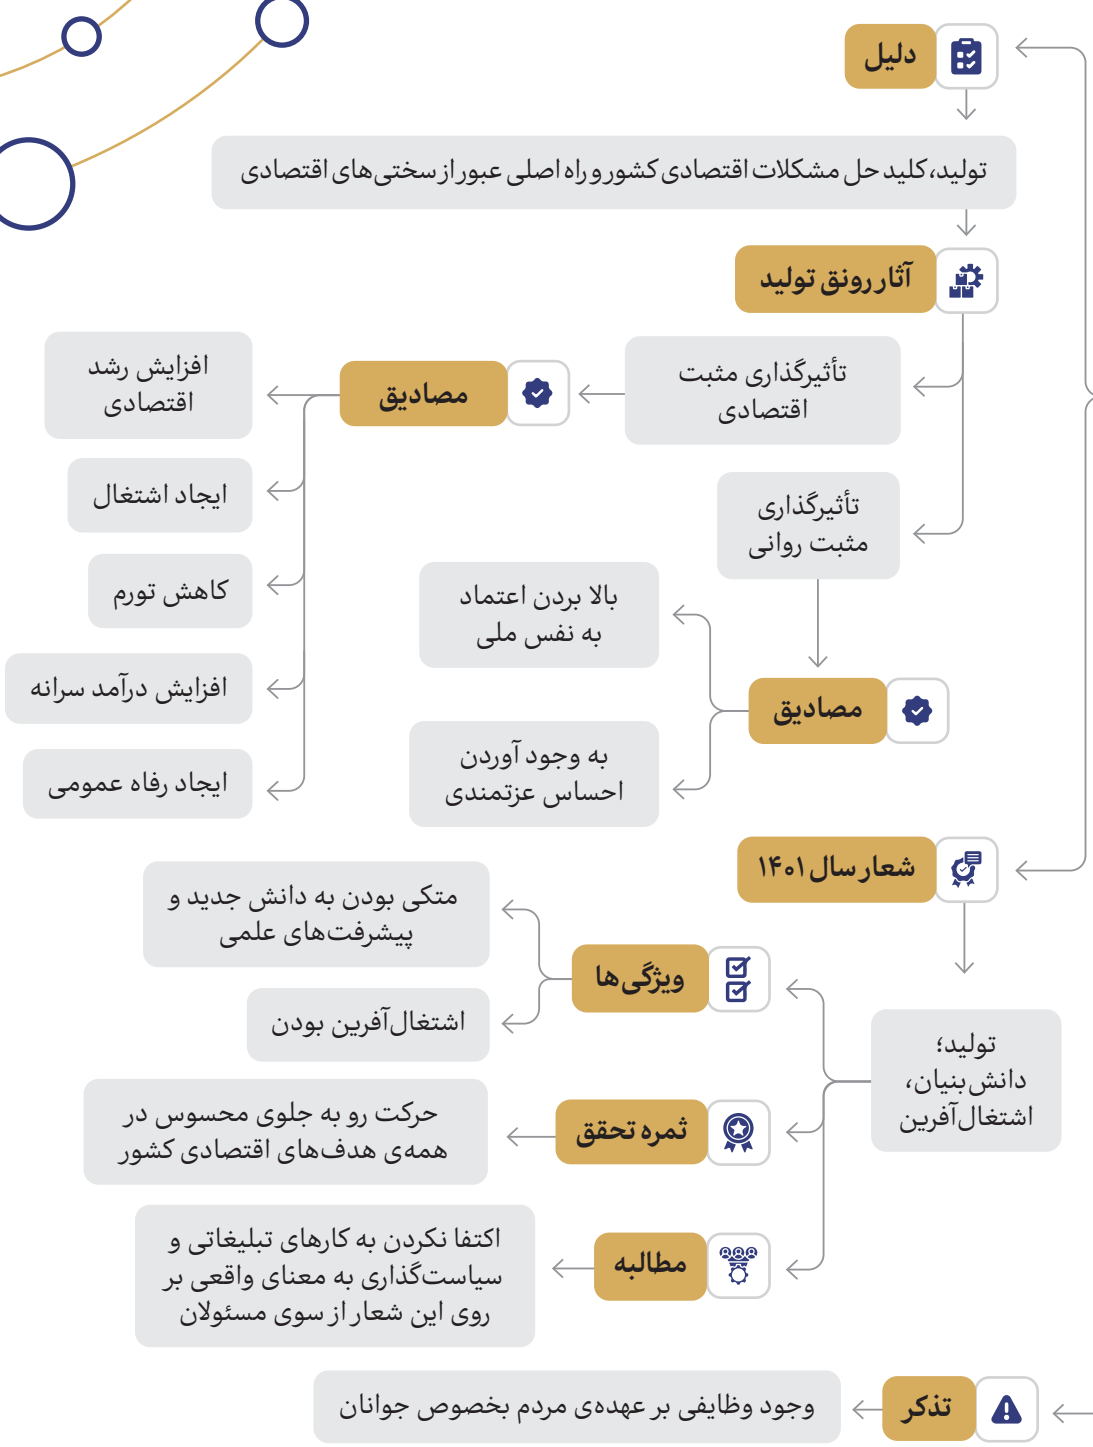 دلیل
تولید، کلید حل مشکلات اقتصادی کشور و راه اصلی عبور از سختی‌های اقتصادی
آثار رونق تولید
تأثیرگذاری مثبت
اقتصادی
مصادیق
افزایش رشد
اقتصادی
ایجاد اشتغال
کاهش تورم
افزایش درآمد سرانه
ایجاد رفاه عمومی
تأثیرگذاری
مثبت روانی
مصادیق
بالا بردن اعتماد
به نفس ملی
به وجود آوردن
احساس عزتمندی
شعار سال ۱۴۰۱
تولید؛
دانش‌بنیان،
اشتغال‌آفرین
ویژگی‌ها
متکی بودن به دانش جدید و
پیشرفت‌های علمی
اشتغال‌آفرین بودن
ثمره تحقق
حرکت رو به جلوی محسوس در
همه‌ی هدف‌های اقتصادی کشور
مطالبه
اکتفا نکردن به کارهای تبلیغاتی و
سیاست‌گذاری به معنای واقعی بر
روی این شعار از سوی مسئولان
تذکر
وجود وظایفی بر عهده‌ی مردم بخصوص جوانان